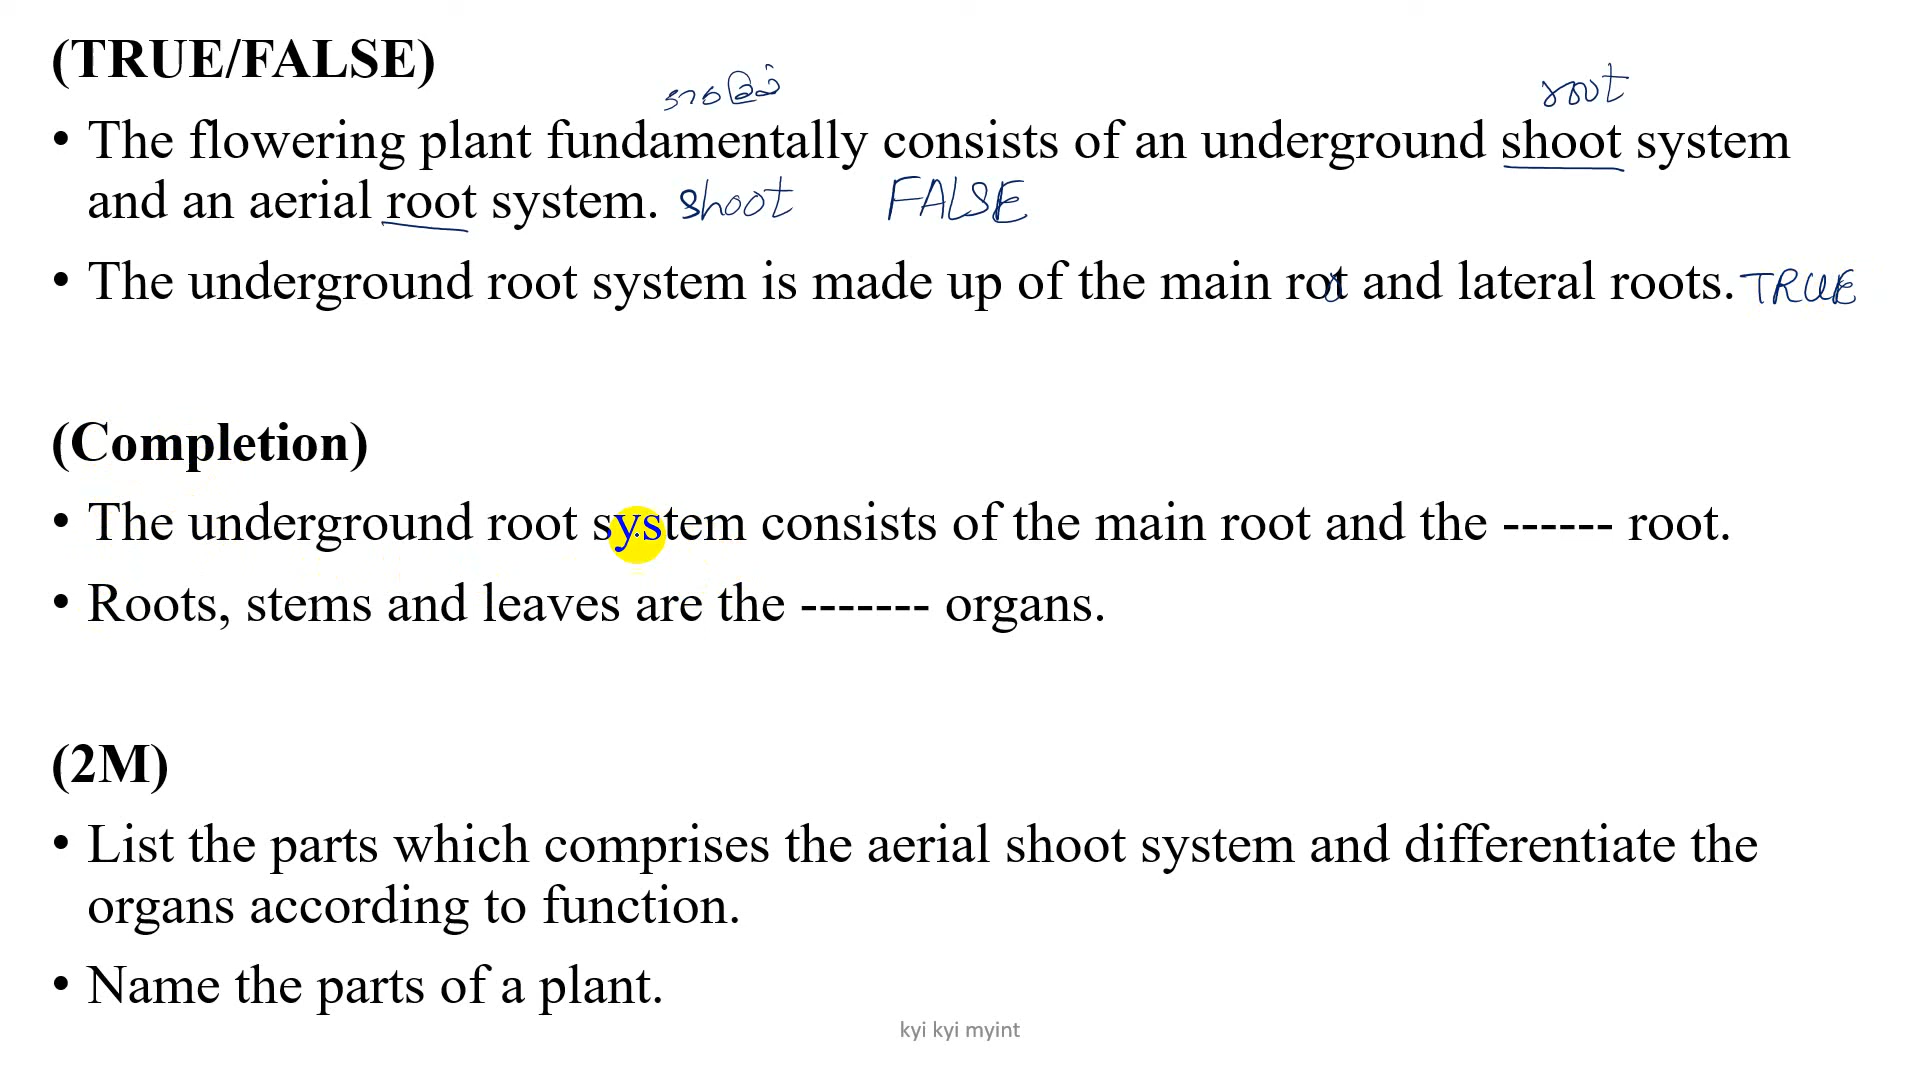 (TRUE/FALSE)
root
• The flowering plant fundamentally consists of an underground shoot system
and an aerial root system. shoot FALSE
• The underground root system is made up of the main root and lateral roots. TRUE
(Completion)
• The underground root system consists of the main root and the ------ root.
• Roots, stems and leaves are the ------- organs.
(2M)
• List the parts which comprises the aerial shoot system and differentiate the
organs according to function.
• Name the parts of a plant.
kyi kyi myint